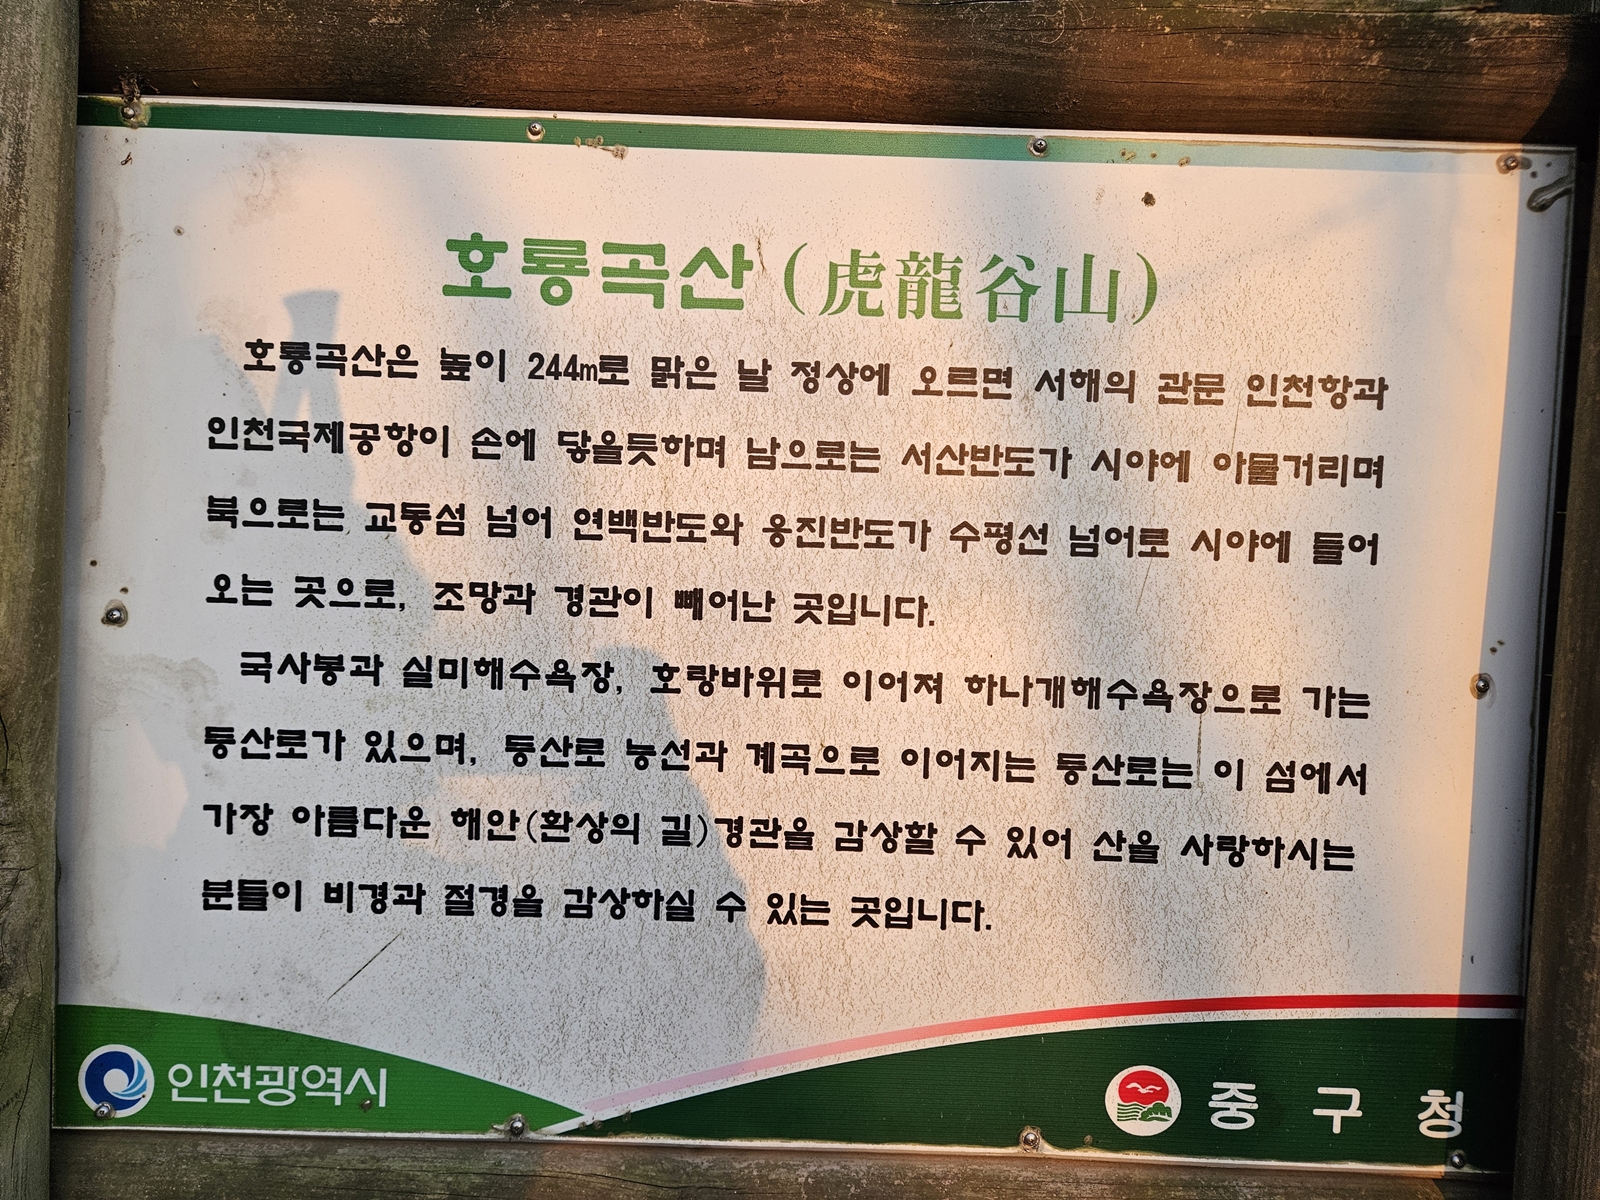 호룡곡산(虎龍谷山)
호룡곡산은 높이 244m로 맑은 날 정상에 오르면 서해의 관문 인천항과
인천국제공항이 손에 닿을듯하며 남으로는 서산반도가 시야에 아물거리며
북으로는 교동섬 넘어 연백반도와 옹진반도가 수평선 넘어로 시야에 들어
오는 곳으로, 조망과 경관이 빼어난 곳입니다.
국사봉과 실미해수욕장, 호랑바위로 이어져 하나개해수욕장으로 가는
등산로가 있으며, 등산로 능선과 계곡으로 이어지는 등산로는 이 섬에서
가장 아름다운 해안(환상의 길)경관을 감상할 수 있어 산을 사랑하시는
분들이 비경과 절경을 감상하실 수 있는 곳입니다.
인천광역시
중구청